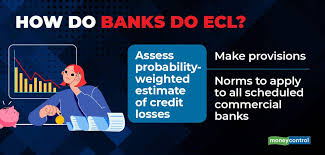 HOW DO BANKS DO ECL?
Assess
probability-
weighted
estimate
of credit
losses
Make provisions
Norms to apply
to all scheduled
commercial
banks
moneycontrol